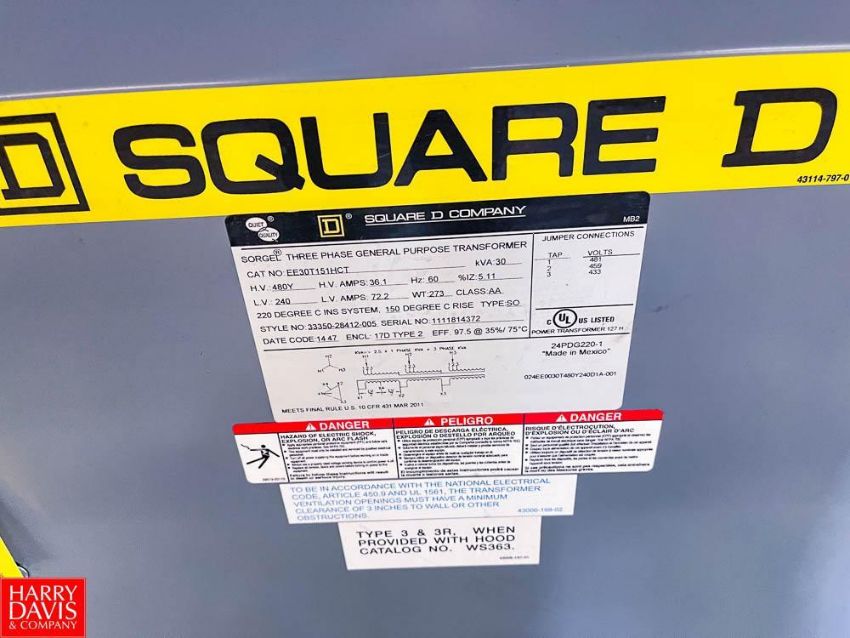 D SQUARE D
43114-797-0
QUIET QUALITY
D ® SQUARE D COMPANY
MB2
SORGEL® THREE PHASE GENERAL PURPOSE TRANSFORMER
CAT NO: EE30T151HCT kVA: 30
H.V.: 480Y H.V. AMPS: 36.1 Hz: 60 %IZ: 5.11
L.V.: 240 L.V. AMPS: 72.2 WT: 273 CLASS: AA
220 DEGREE C INS SYSTEM, 150 DEGREE C RISE TYPE: SO
STYLE NO: 33350-28412-005, SERIAL NO: 1111814372
DATE CODE: 1447 ENCL: 17D TYPE 2 EFF: 97.5 @ 35%/ 75°C
JUMPER CONNECTIONS
TAP VOLTS
1 481
2 459
3 433
C UL US LISTED
POWER TRANSFORMER 127 H
24PDG220-1
"Made in Mexico"
024EE0030T480Y240D1A-001
MEETS FINAL RULE U.S. 10 CFR 431 MAR 2011
DANGER
HAZARD OF ELECTRIC SHOCK,
EXPLOSION, OR ARC FLASH
PELIGRO
PELIGRO DE DESCARGA ELÉCTRICA,
EXPLOSIÓN O DESTELLO POR ARQUEO
DANGER
RISQUE D'ÉLECTROCUTION,
D'EXPLOSION OU D'ÉCLAIR D'ARC
TO BE IN ACCORDANCE WITH THE NATIONAL ELECTRICAL
CODE, ARTICLE 450.9 AND UL 1561, THE TRANSFORMER
VENTILATION OPENINGS MUST HAVE A MINIMUM
CLEARANCE OF 3 INCHES TO WALL OR OTHER
OBSTRUCTIONS.
43006-198-02
TYPE 3 & 3R, WHEN
PROVIDED WITH HOOD
CATALOG NO. WS363.
HARRY
DAVIS
& COMPANY